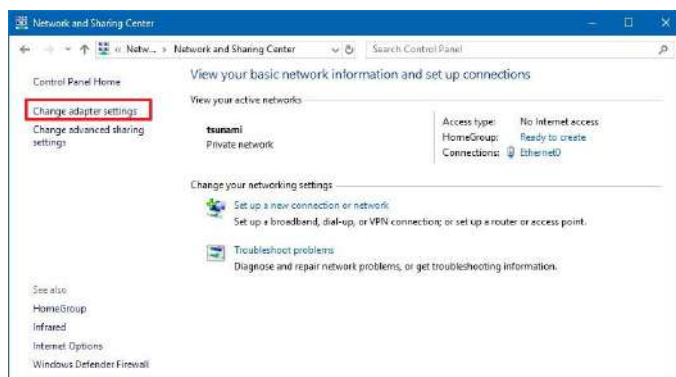 Network and Sharing Center
« Netw... › Network and Sharing Center
Search Control Panel
Control Panel Home
Change adapter settings
Change advanced sharing
settings
View your basic network information and set up connections
View your active networks
tsunami
Private network
Access type: No Internet access
HomeGroup: Ready to create
Connections: Ethernet0
Change your networking settings
Set up a new connection or network
Set up a broadband, dial-up, or VPN connection; or set up a router or access point.
Troubleshoot problems
Diagnose and repair network problems, or get troubleshooting information.
See also
HomeGroup
Infrared
Internet Options
Windows Defender Firewall